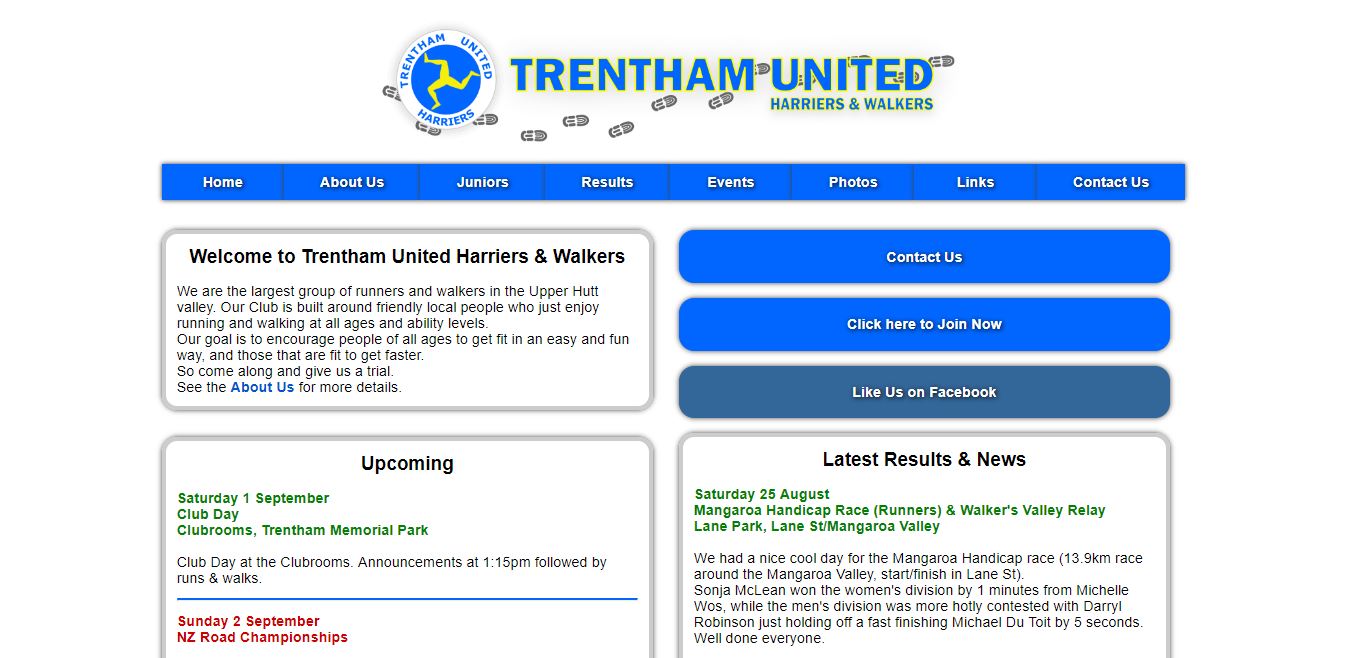 TRENTHAM UNITED
HARRIERS
TRENTHAM UNITED
HARRIERS & WALKERS
Home About Us Juniors Results Events Photos Links Contact Us
Welcome to Trentham United Harriers & Walkers
We are the largest group of runners and walkers in the Upper Hutt
valley. Our Club is built around friendly local people who just enjoy
running and walking at all ages and ability levels.
Our goal is to encourage people of all ages to get fit in an easy and fun
way, and those that are fit to get faster.
So come along and give us a trial.
See the About Us for more details.
Contact Us
Click here to Join Now
Like Us on Facebook
Upcoming
Saturday 1 September
Club Day
Clubrooms, Trentham Memorial Park
Club Day at the Clubrooms. Announcements at 1:15pm followed by
runs & walks.
Sunday 2 September
NZ Road Championships
Latest Results & News
Saturday 25 August
Mangaroa Handicap Race (Runners) & Walker's Valley Relay
Lane Park, Lane St/Mangaroa Valley
We had a nice cool day for the Mangaroa Handicap race (13.9km race
around the Mangaroa Valley, start/finish in Lane St).
Sonja McLean won the women's division by 1 minutes from Michelle
Wos, while the men's division was more hotly contested with Darryl
Robinson just holding off a fast finishing Michael Du Toit by 5 seconds.
Well done everyone.